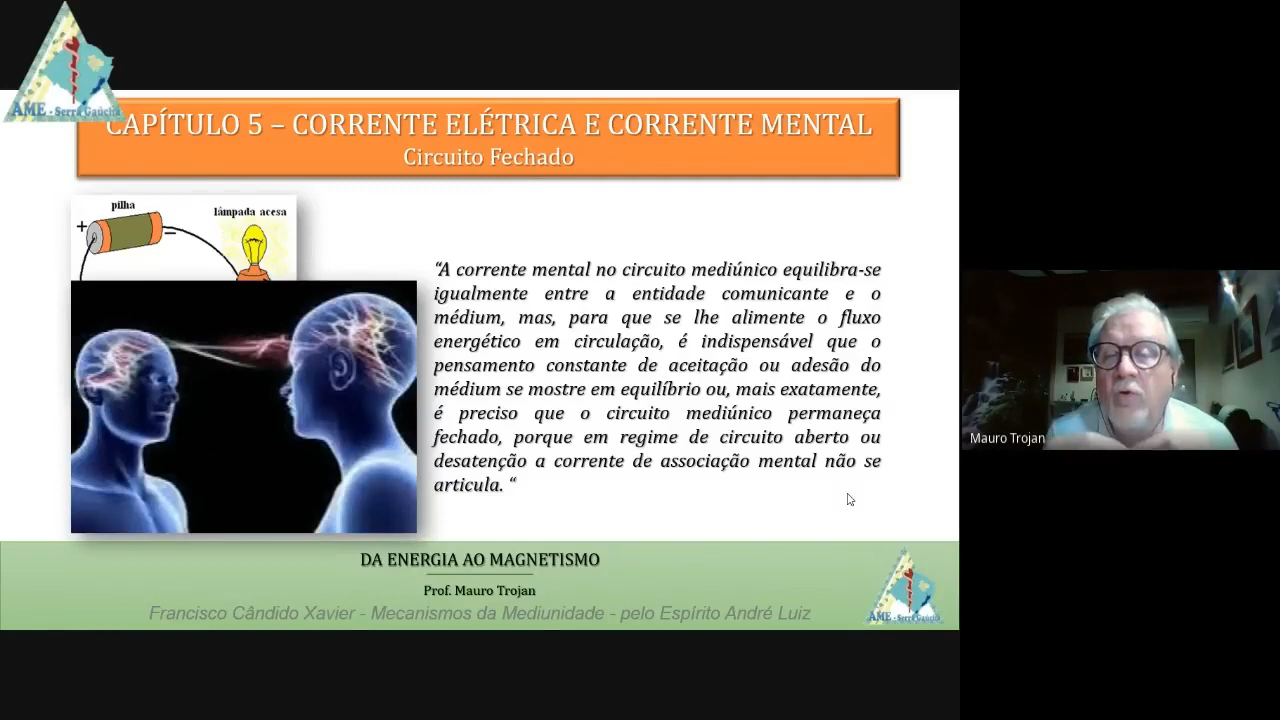 AME - Serra Gaúcha
CAPÍTULO 5 – CORRENTE ELÉTRICA E CORRENTE MENTAL
Circuito Fechado
pilha
lâmpada acesa
+
–
“A corrente mental no circuito mediúnico equilibra-se
igualmente entre a entidade comunicante e o
médium, mas, para que se lhe alimente o fluxo
energético em circulação, é indispensável que o
pensamento constante de aceitação ou adesão do
médium se mostre em equilíbrio ou, mais exatamente,
é preciso que o circuito mediúnico permaneça
fechado, porque em regime de circuito aberto ou
desatenção a corrente de associação mental não se
articula. “
Mauro Trojan
DA ENERGIA AO MAGNETISMO
Prof. Mauro Trojan
Francisco Cândido Xavier - Mecanismos da Mediunidade - pelo Espírito André Luiz
AME - Serra Gaúcha